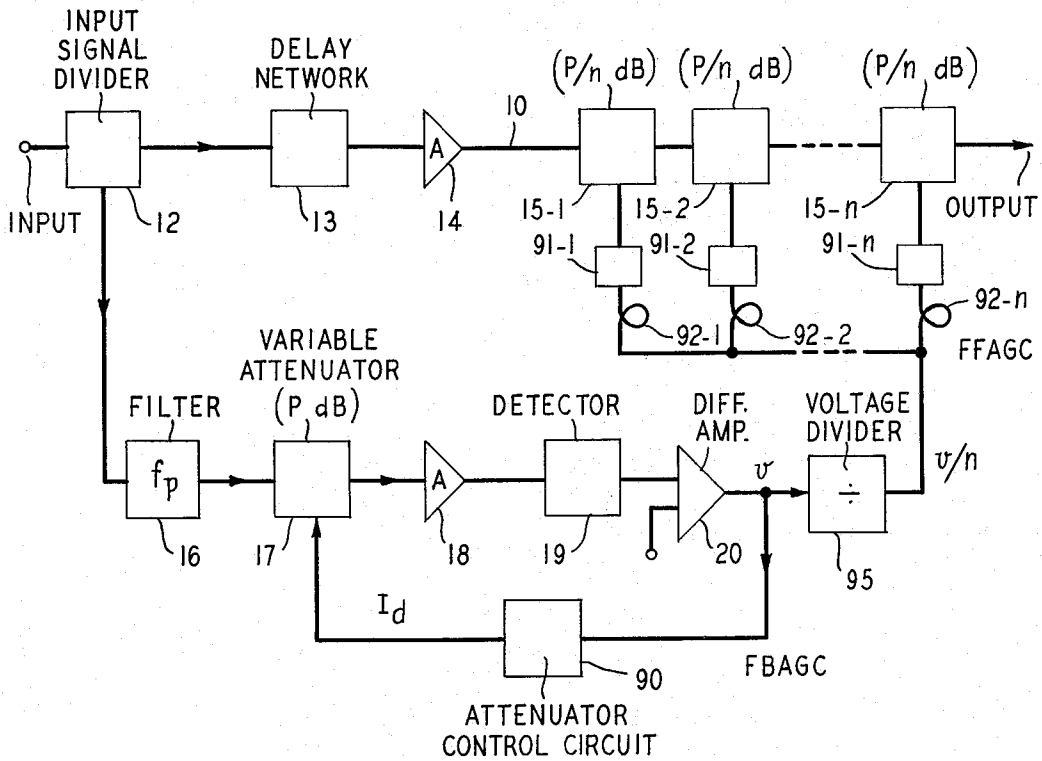 INPUT
SIGNAL
DIVIDER
DELAY
NETWORK
(P/n dB)
(P/n dB)
(P/n dB)
A
10
INPUT
12
13
14
15-1
15-2
15-n
OUTPUT
91-1
91-2
91-n
92-1
92-2
92-n
FFAGC
VARIABLE
ATTENUATOR
(P dB)
FILTER
DETECTOR
DIFF.
AMP.
VOLTAGE
DIVIDER
fp
A
v
÷
v/n
16
17
18
19
20
95
Id
90
FBAGC
ATTENUATOR
CONTROL CIRCUIT